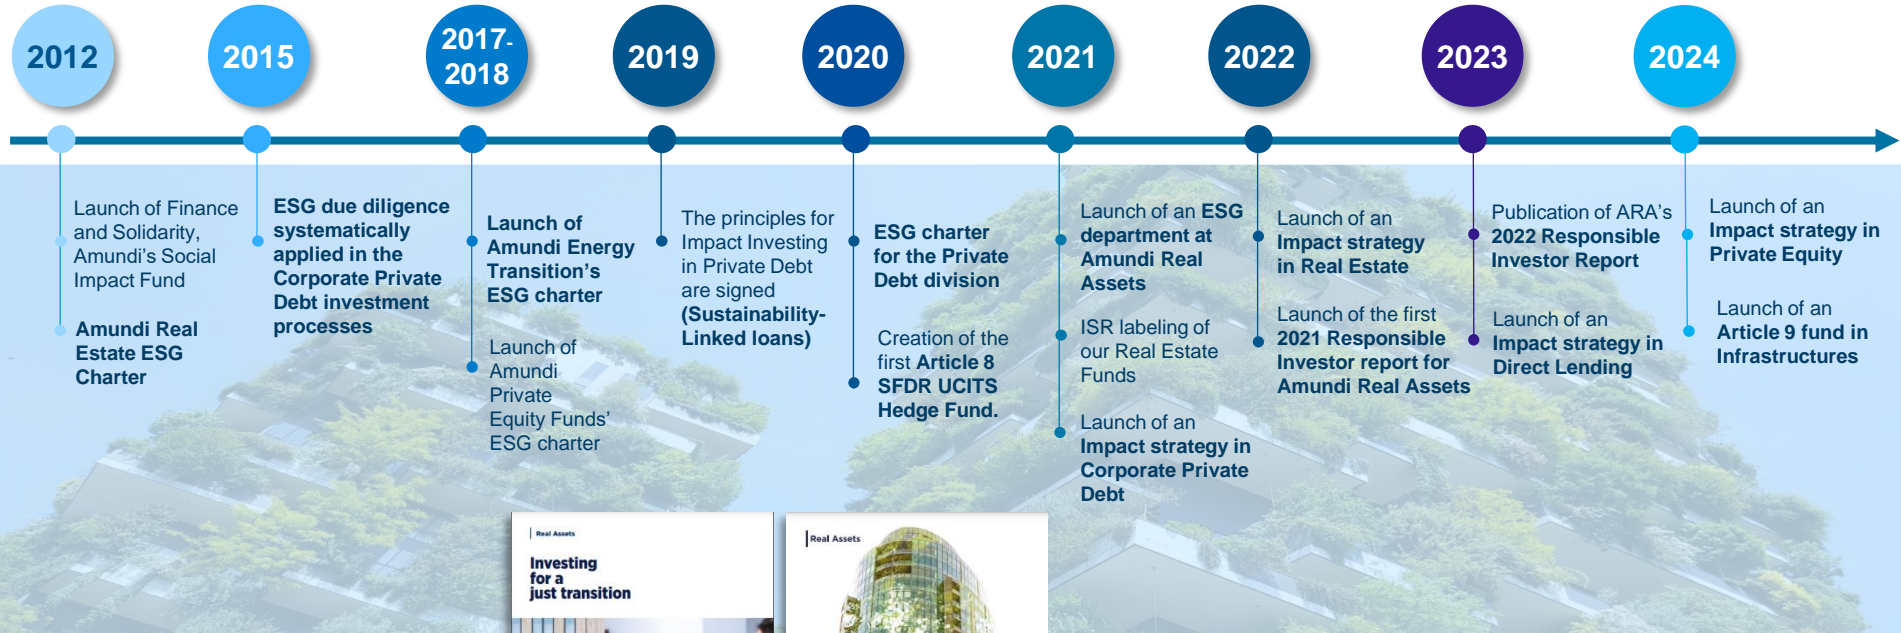 2012
2015
2017-
2018
2019
2020
2021
2022
2023
2024
Launch of Finance
and Solidarity,
Amundi's Social
Impact Fund
Amundi Real
Estate ESG
Charter
ESG due diligence
systematically
applied in the
Corporate Private
Debt investment
processes
Launch of
Amundi Energy
Transition's
ESG charter
Launch of
Amundi
Private
Equity Funds'
ESG charter
The principles for
Impact Investing
in Private Debt
are signed
(Sustainability-
Linked loans)
ESG charter
for the Private
Debt division
Creation of the
first Article 8
SFDR UCITS
Hedge Fund.
Launch of an ESG
department at
Amundi Real
Assets
ISR labeling of
our Real Estate
Funds
Launch of an
Impact strategy in
Corporate Private
Debt
Launch of an
Impact strategy
in Real Estate
Launch of the first
2021 Responsible
Investor report for
Amundi Real Assets
Publication of ARA's
2022 Responsible
Investor Report
Launch of an
Impact strategy in
Direct Lending
Launch of an
Impact strategy in
Private Equity
Launch of an
Article 9 fund in
Infrastructures
Real Assets
Investing
for a
just transition
Real Assets